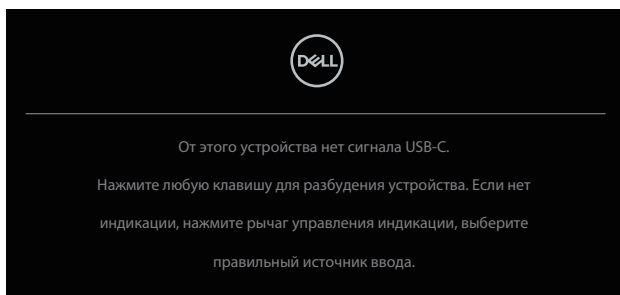 DELL
От этого устройства нет сигнала USB-C.
Нажмите любую клавишу для разбудения устройства. Если нет
индикации, нажмите рычаг управления индикации, выберите
правильный источник ввода.